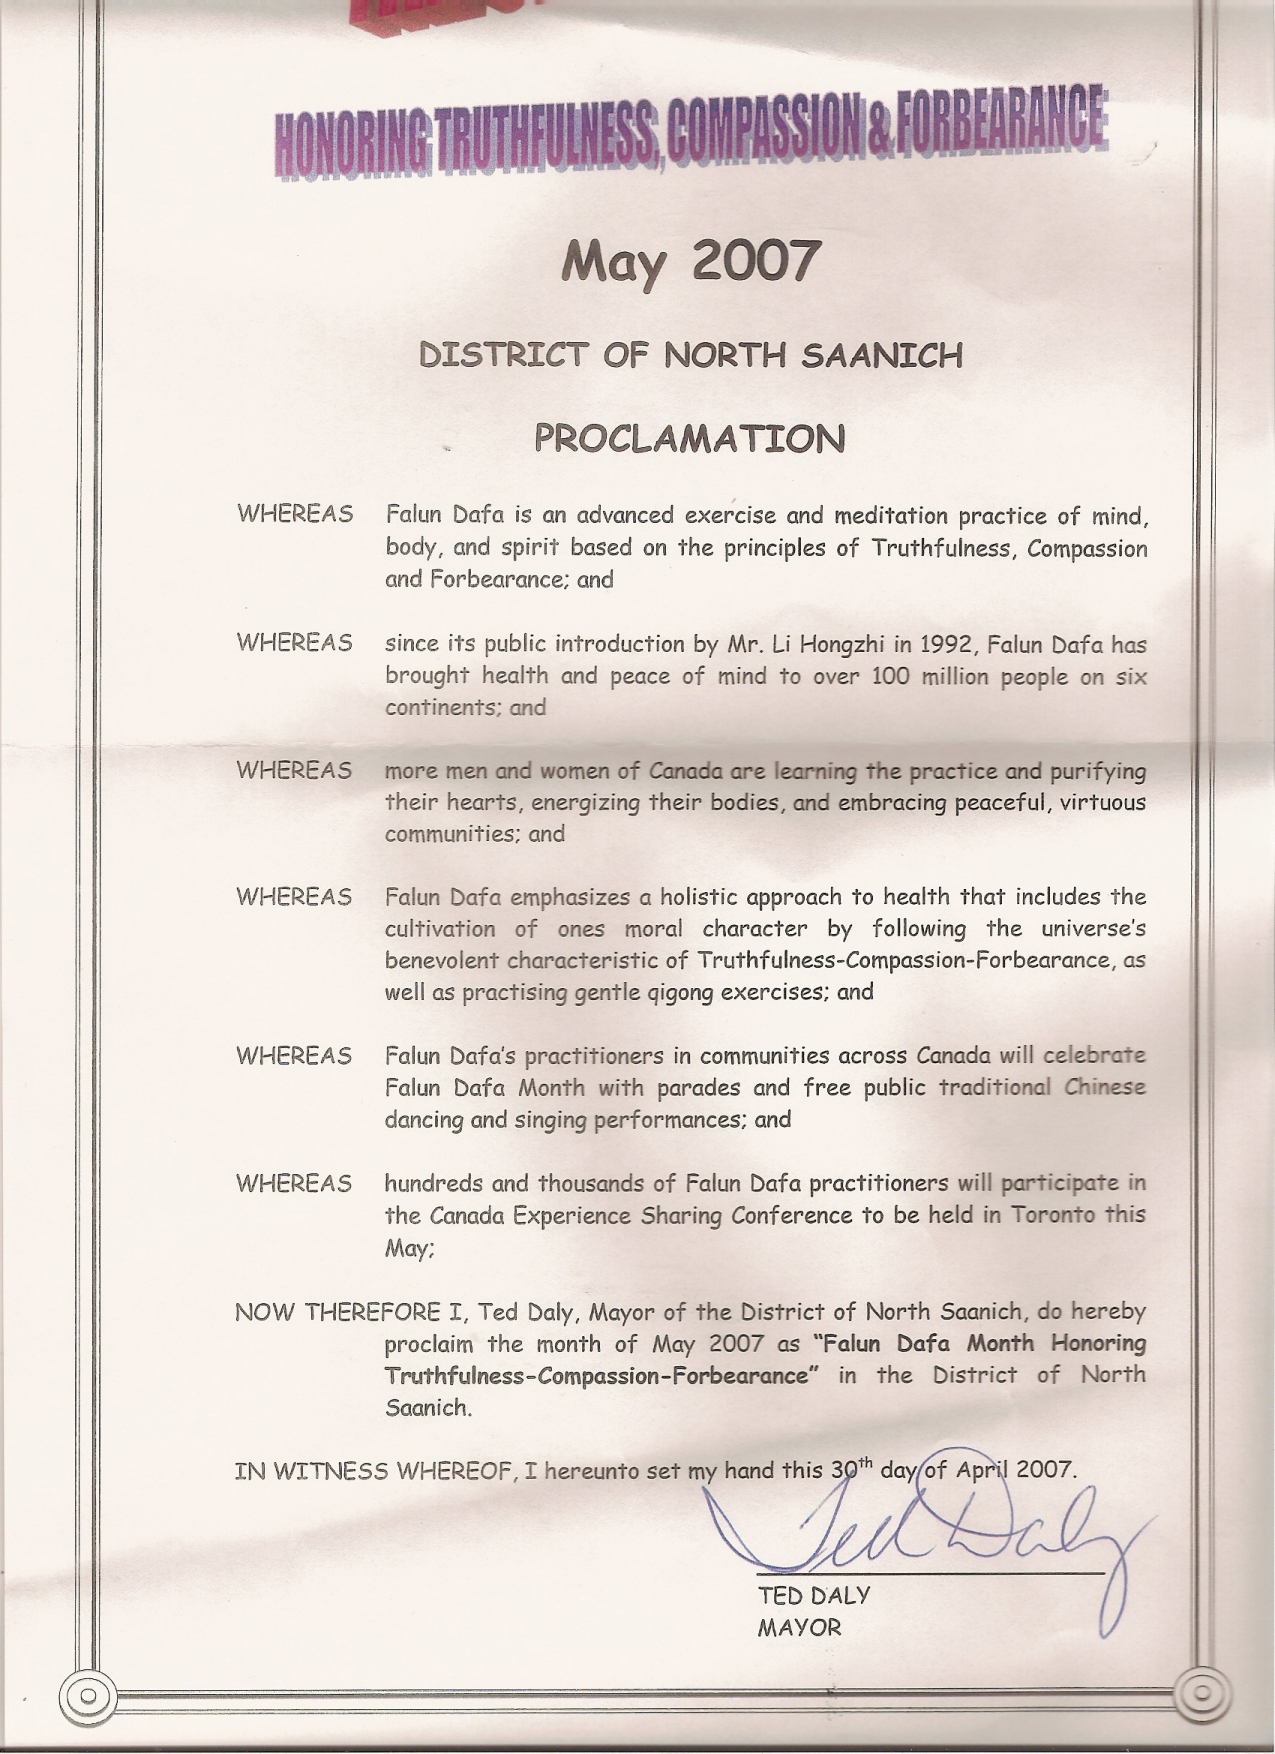 HONORING TRUTHFULNESS, COMPASSION & FORBEARANCE
May 2007
DISTRICT OF NORTH SAANICH
PROCLAMATION
WHEREAS Falun Dafa is an advanced exercise and meditation practice of mind,
body, and spirit based on the principles of Truthfulness, Compassion
and Forbearance; and
WHEREAS since its public introduction by Mr. Li Hongzhi in 1992, Falun Dafa has
brought health and peace of mind to over 100 million people on six
continents; and
WHEREAS more men and women of Canada are learning the practice and purifying
their hearts, energizing their bodies, and embracing peaceful, virtuous
communities; and
WHEREAS Falun Dafa emphasizes a holistic approach to health that includes the
cultivation of ones moral character by following the universe's
benevolent characteristic of Truthfulness-Compassion-Forbearance, as
well as practising gentle qigong exercises; and
WHEREAS Falun Dafa's practitioners in communities across Canada will celebrate
Falun Dafa Month with parades and free public traditional Chinese
dancing and singing performances; and
WHEREAS hundreds and thousands of Falun Dafa practitioners will participate in
the Canada Experience Sharing Conference to be held in Toronto this
May;
NOW THEREFORE I, Ted Daly, Mayor of the District of North Saanich, do hereby
proclaim the month of May 2007 as “Falun Dafa Month Honoring
Truthfulness-Compassion-Forbearance” in the District of North
Saanich.
IN WITNESS WHEREOF, I hereunto set my hand this 30th day of April 2007.
Ted Daly
TED DALY
MAYOR